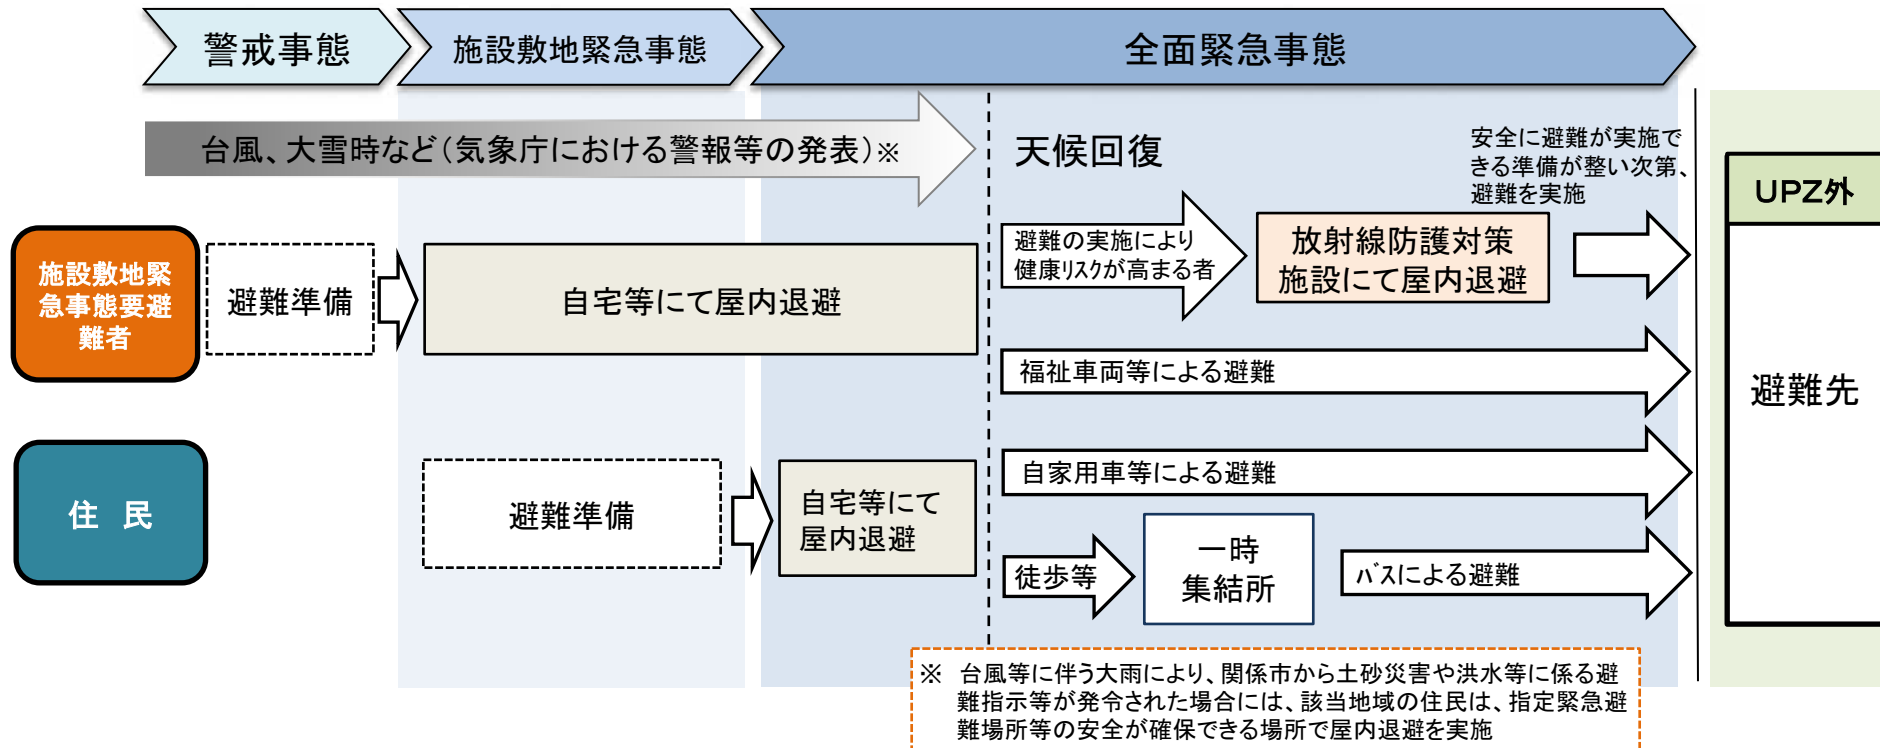 警戒事態
施設敷地緊急事態
全面緊急事態
台風、大雪時など（気象庁における警報等の発表）※
天候回復
安全に避難が実施で
きる準備が整い次第、
避難を実施
UPZ外
避難先
施設敷地緊
急事態要避
難者
避難準備
自宅等にて屋内退避
避難の実施により
健康ﾘｽｸが高まる者
放射線防護対策
施設にて屋内退避
福祉車両等による避難
住　民
避難準備
自宅等にて
屋内退避
自家用車等による避難
徒歩等
一時
集結所
ﾊﾞｽによる避難
※　台風等に伴う大雨により、関係市から土砂災害や洪水等に係る避
難指示等が発令された場合には、該当地域の住民は、指定緊急避
難場所等の安全が確保できる場所で屋内退避を実施